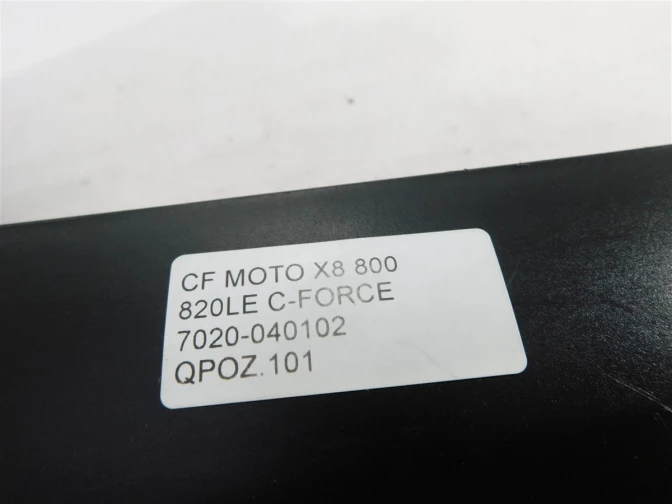 CF MOTO X8 800
820LE C-FORCE
7020-040102
QPOZ.101